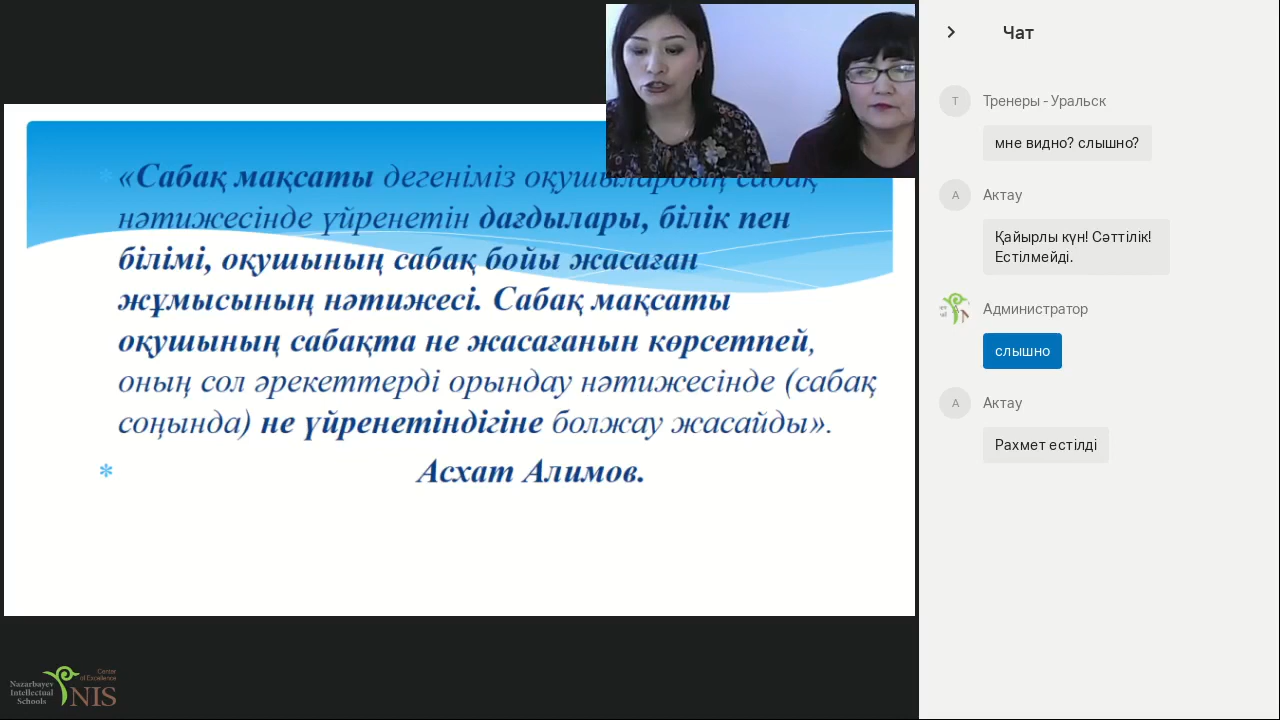 «Сабақ мақсаты дегеніміз оқушылардың сабақ
нәтижесінде үйренетін дағдылары, білік пен
білімі, оқушының сабақ бойы жасаған
жұмысының нәтижесі. Сабақ мақсаты
оқушының сабақта не жасағанын көрсетпей,
оның сол әрекеттерді орындау нәтижесінде (сабақ
соңында) не үйренетіндігіне болжау жасайды».
Асхат Алимов.
Nazarbayev
Intellectual
Schools
Center
of Excellence
NIS
Чат
Т
Тренеры - Уральск
мне видно? слышно?
А
Актау
Қайырлы күн! Сәттілік!
Естілмейді.
Администратор
слышно
А
Актау
Рахмет естілді